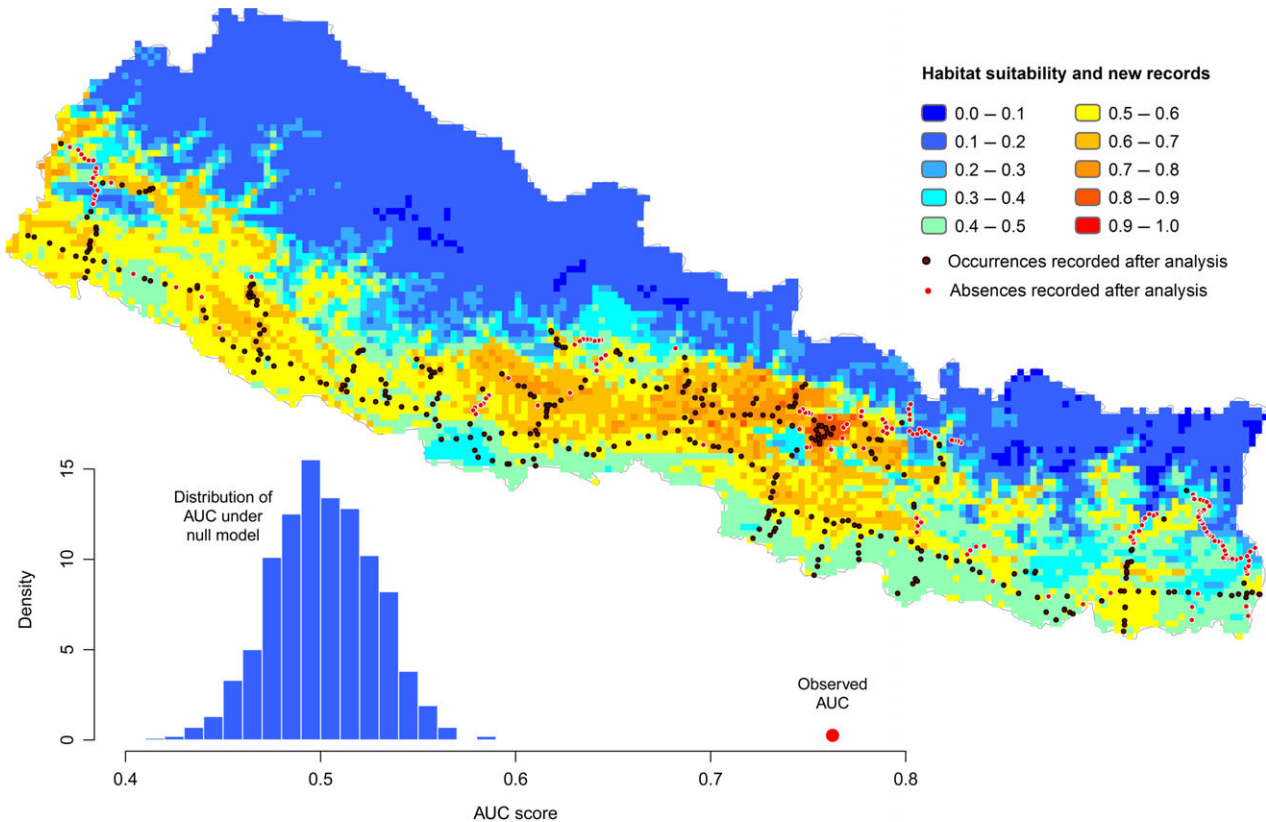 Habitat suitability and new records
0.0 – 0.1
0.5 – 0.6
0.1 – 0.2
0.6 – 0.7
0.2 – 0.3
0.7 – 0.8
0.3 – 0.4
0.8 – 0.9
0.4 – 0.5
0.9 – 1.0
Occurrences recorded after analysis
Absences recorded after analysis
15
10
5
0
Density
Distribution of
AUC under
null model
Observed
AUC
0.4
0.5
0.6
0.7
0.8
AUC score